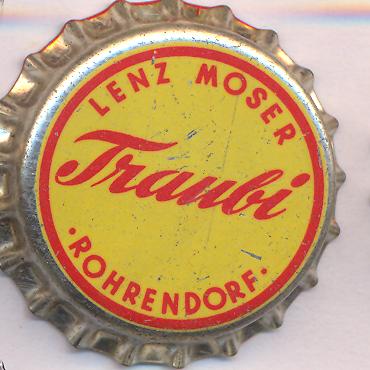 LENZ MOSER
Traubi
·ROHRENDORF·